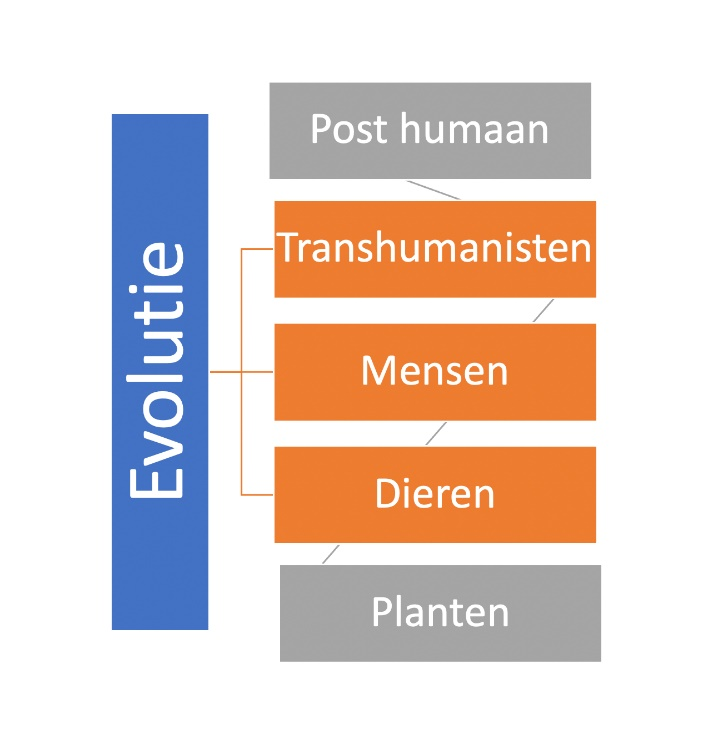 Evolutie
Post humaan
Transhumanisten
Mensen
Dieren
Planten